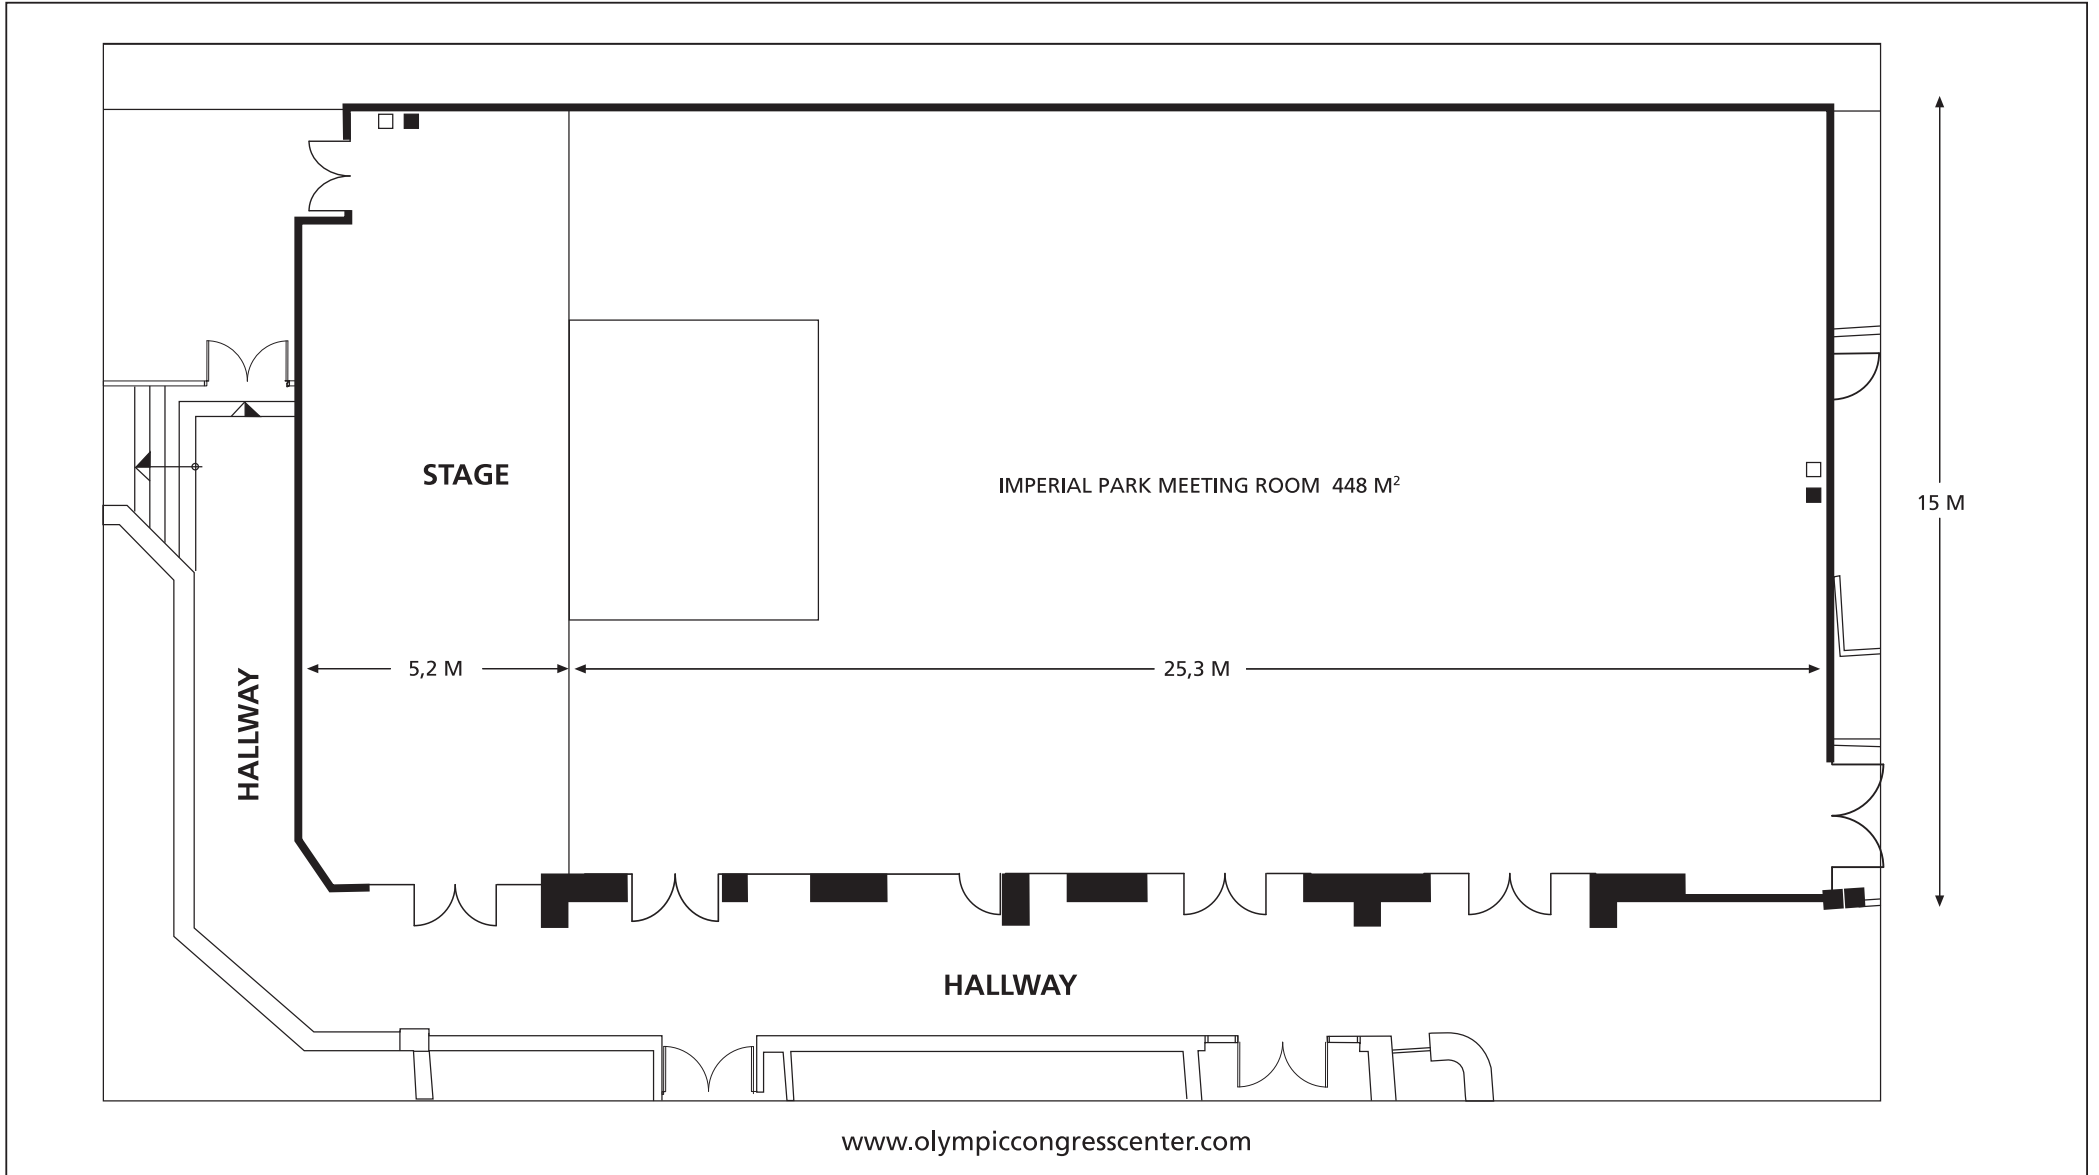 STAGE
IMPERIAL PARK MEETING ROOM 448 M²
15 M
5,2 M
25,3 M
HALLWAY
HALLWAY
www.olympiccongresscenter.com